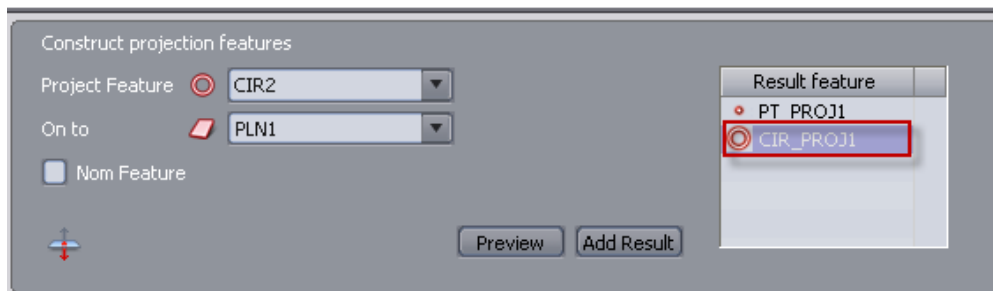 Construct projection features
Project Feature CIR2
On to PLN1
Nom Feature
Preview Add Result
Result feature
PT_PROJ1
CIR_PROJ1